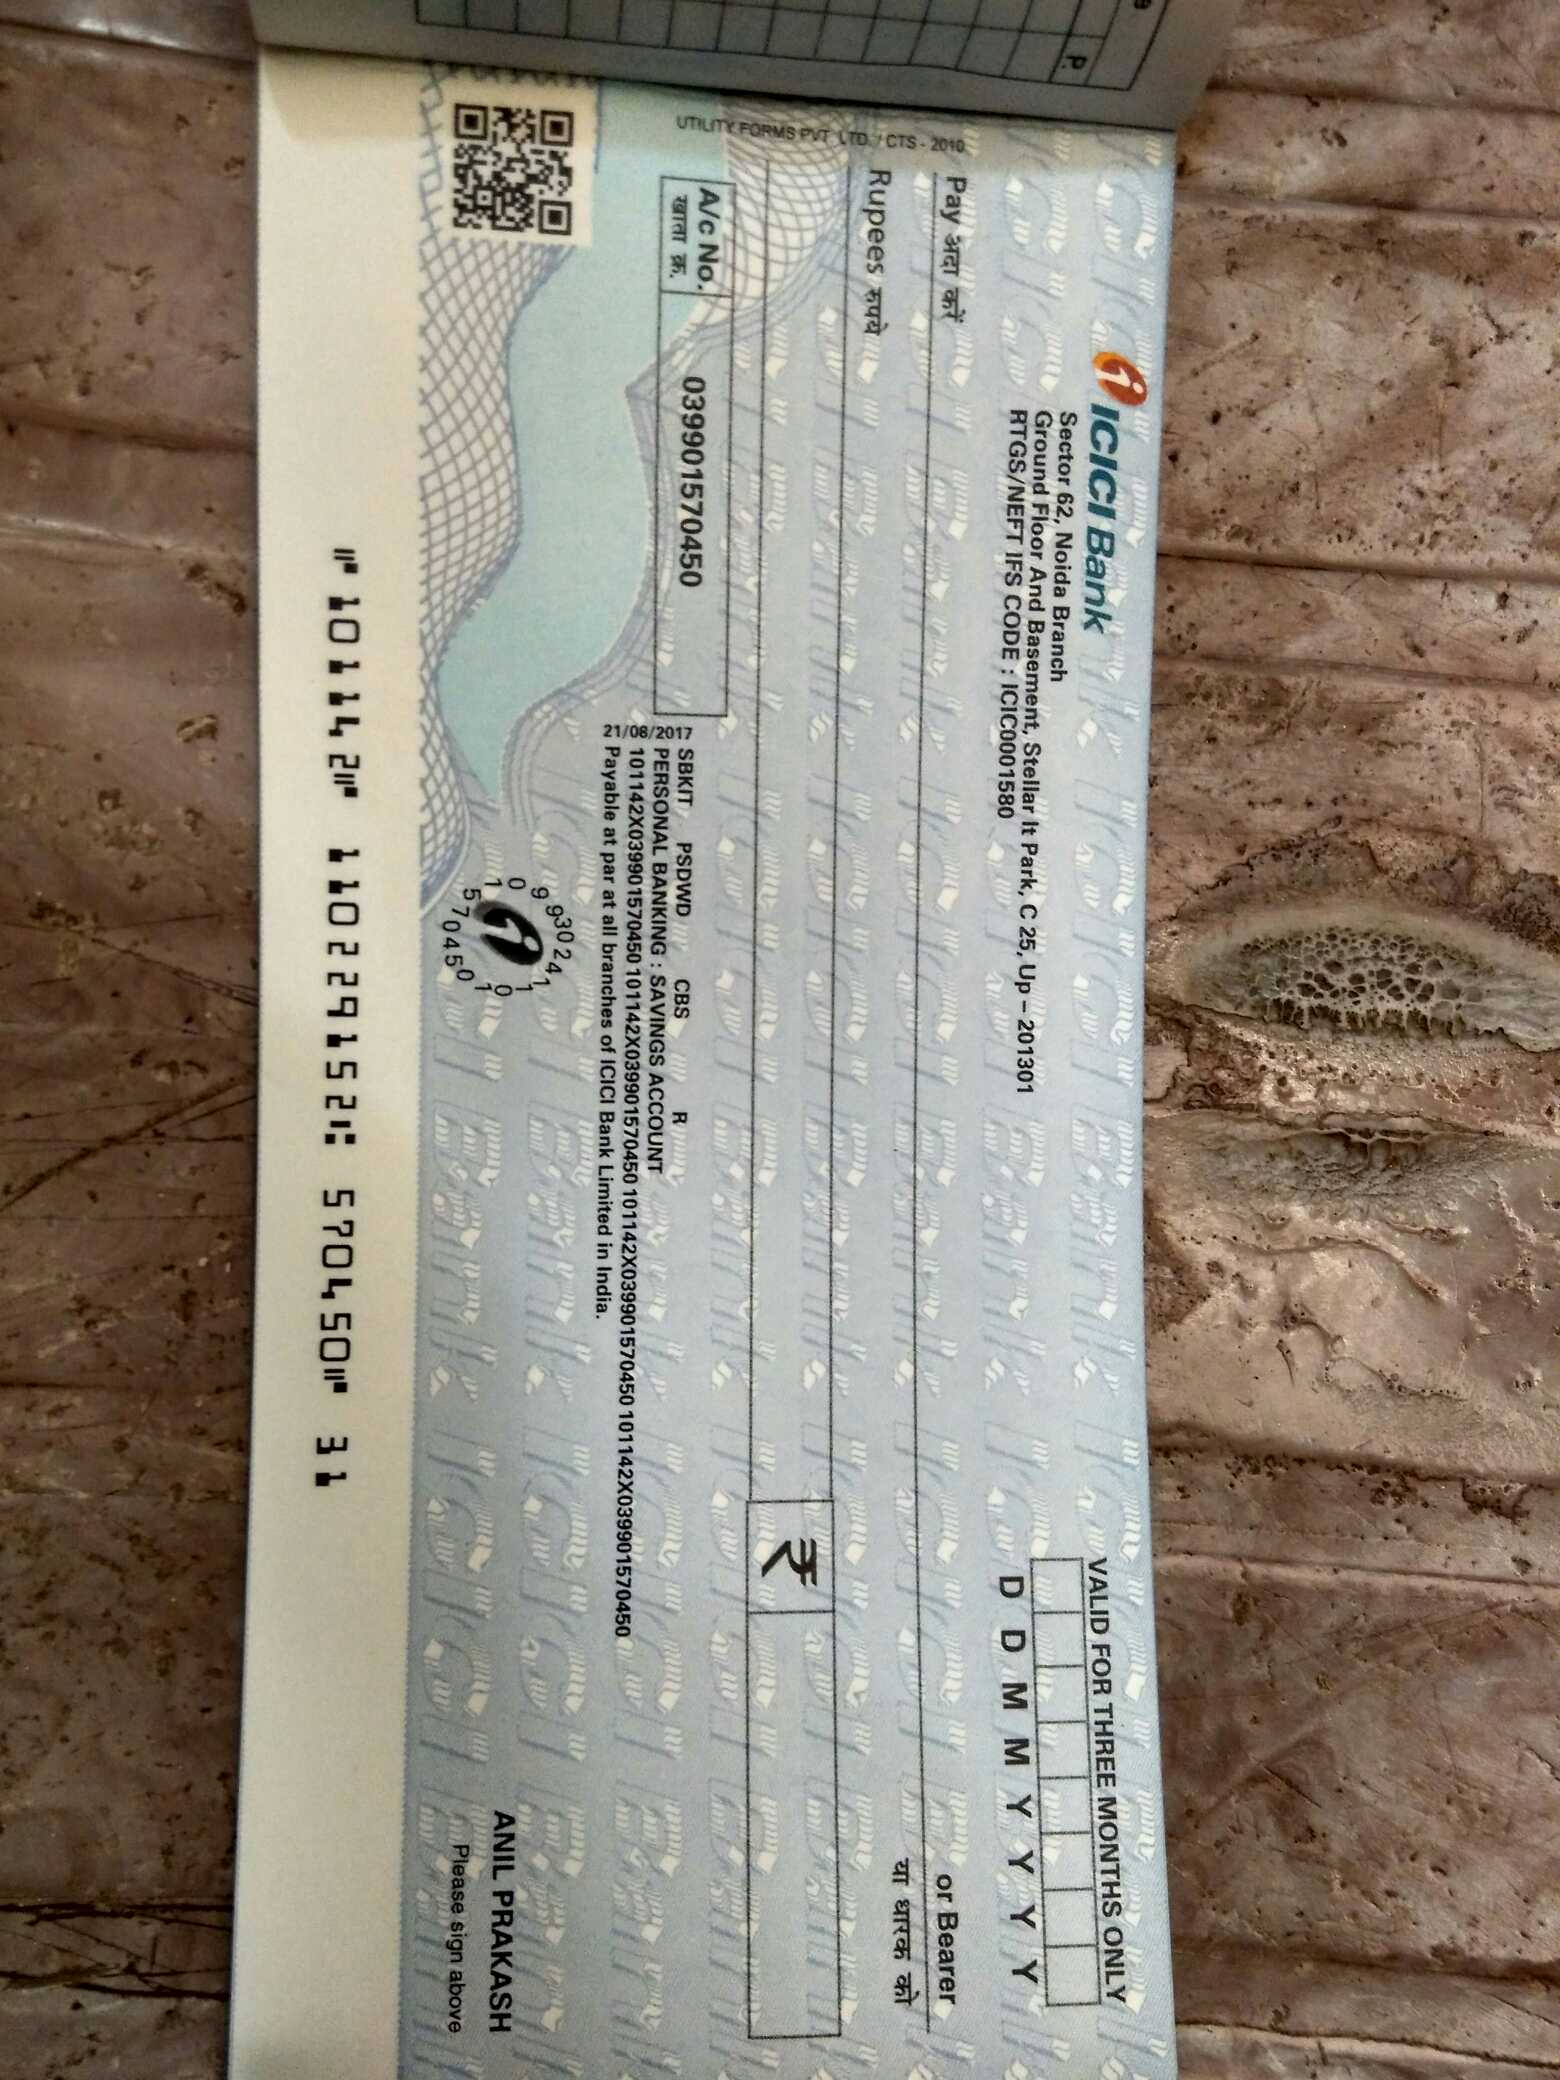 e
P.
UTILITY FORMS PVT. LTD. / CTS - 2010
ICICI Bank
Sector 62, Noida Branch
Ground Floor And Basement, Stellar It Park, C 25, Up – 201301
RTGS/NEFT IFS CODE : ICIC0001580
VALID FOR THREE MONTHS ONLY
D D M M Y Y Y Y
Pay अदा करें
or Bearer
या धारक को
Rupees रुपये
₹
A/c No.
खाता क्र.
039901570450
SBKIT PSDWD CBS R
21/08/2017
PERSONAL BANKING : SAVINGS ACCOUNT
101142X039901570450 101142X039901570450 101142X039901570450 101142X039901570450
Payable at par at all branches of ICICI Bank Limited in India.
ANIL PRAKASH
Please sign above
⑈101142⑈ 110229152⑆ 570450⑈ 31